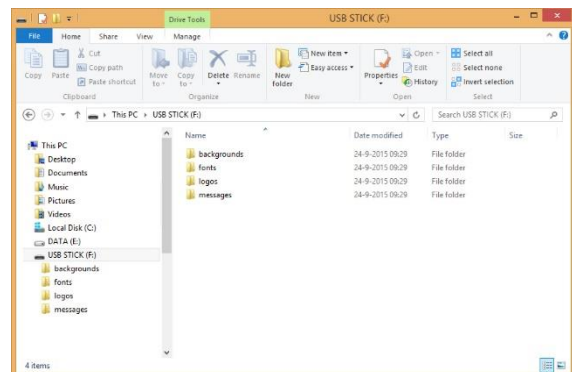 Drive Tools
USB STICK (F:)
File Home Share View Manage
Copy
Paste
Cut
Copy path
Paste shortcut
Move to
Copy to
Delete
Rename
New folder
New item
Easy access
Properties
Open
Edit
History
Select all
Select none
Invert selection
Clipboard Organize New Open Select
This PC USB STICK (F:)
Search USB STICK (F:)
This PC
Desktop
Documents
Music
Pictures
Videos
Local Disk (C:)
DATA (E:)
USB STICK (F:)
backgrounds
fonts
logos
messages
Name Date modified Type Size
backgrounds 24-9-2015 09:29 File folder
fonts 24-9-2015 09:29 File folder
logos 24-9-2015 09:29 File folder
messages 24-9-2015 09:29 File folder
4 items